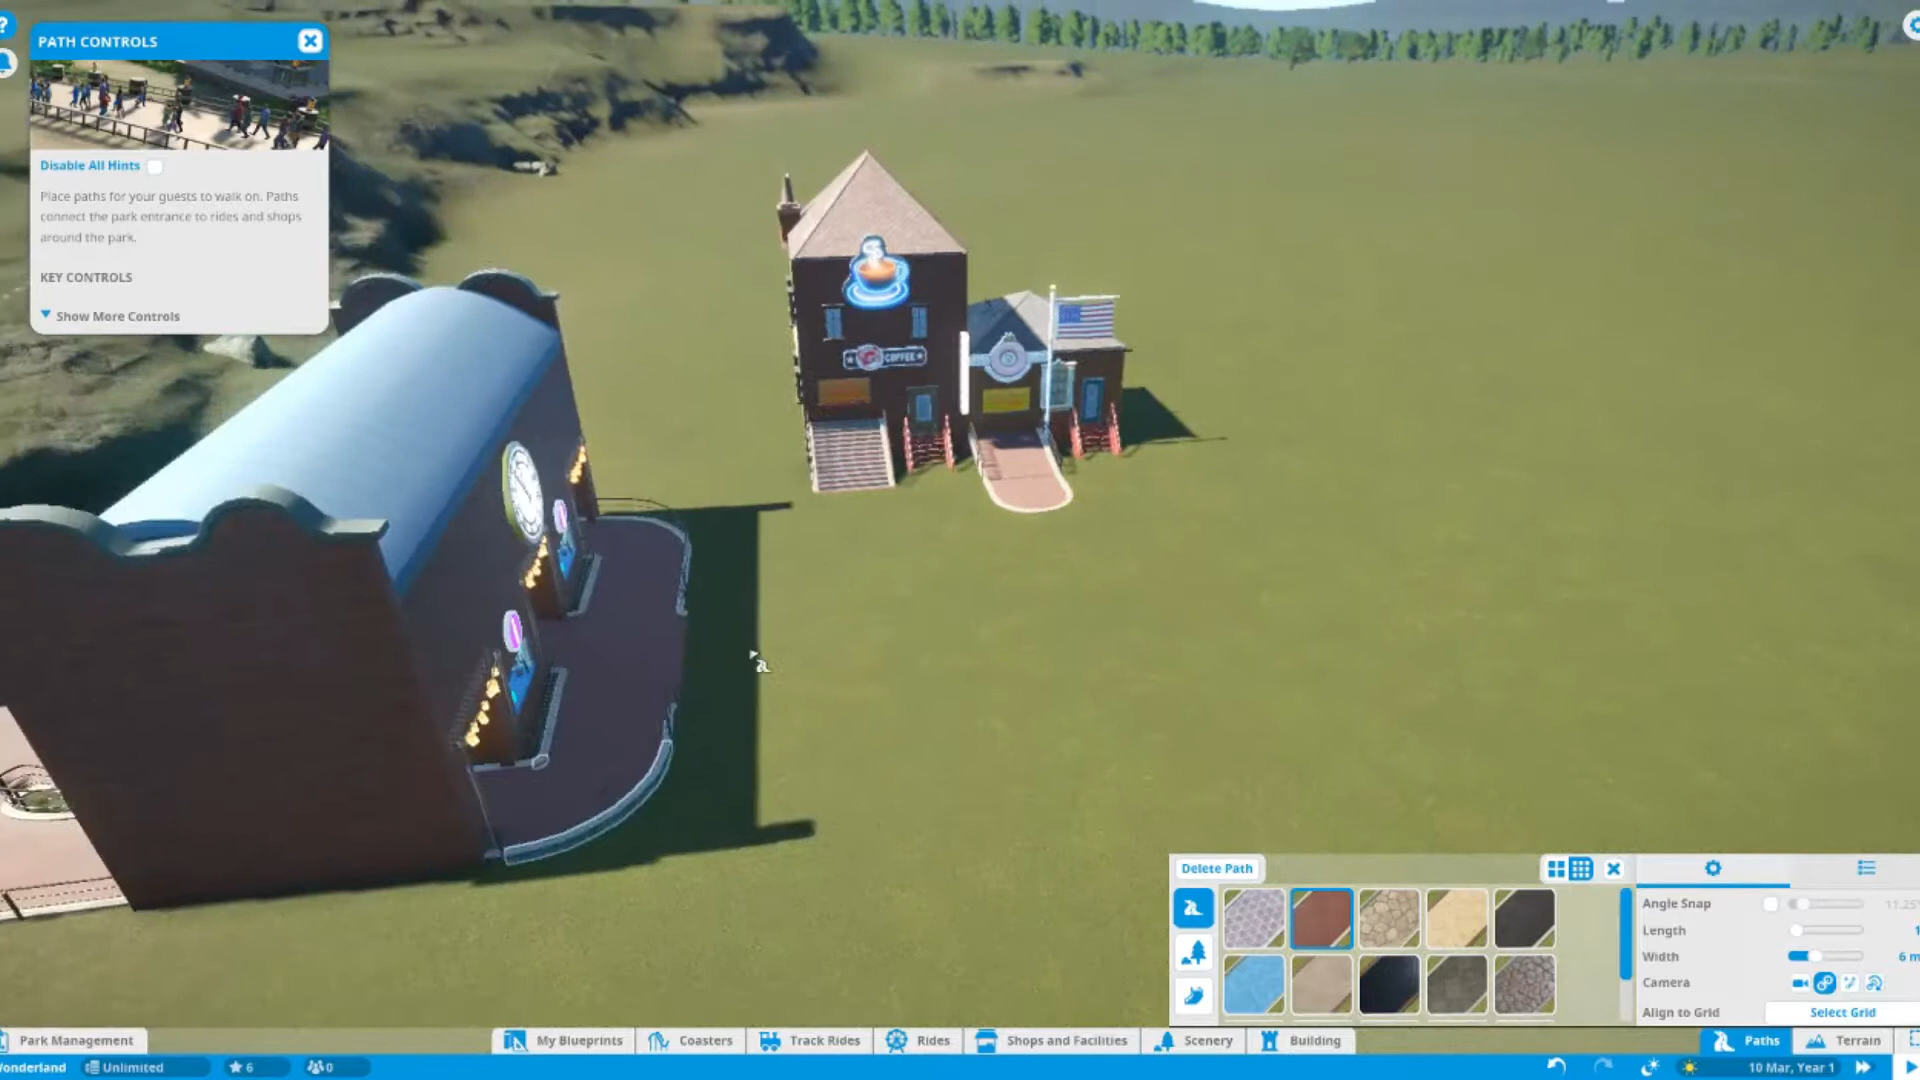 ?
PATH CONTROLS
Disable All Hints
Place paths for your guests to walk on. Paths
connect the park entrance to rides and shops
around the park.
KEY CONTROLS
Show More Controls
COFFEE
Delete Path
Angle Snap 11.25°
Length 1
Width 6 m
Camera
Align to Grid Select Grid
Park Management
My Blueprints
Coasters
Track Rides
Rides
Shops and Facilities
Scenery
Building
Paths
Terrain
onderland
Unlimited
6
0
10 Mar, Year 1